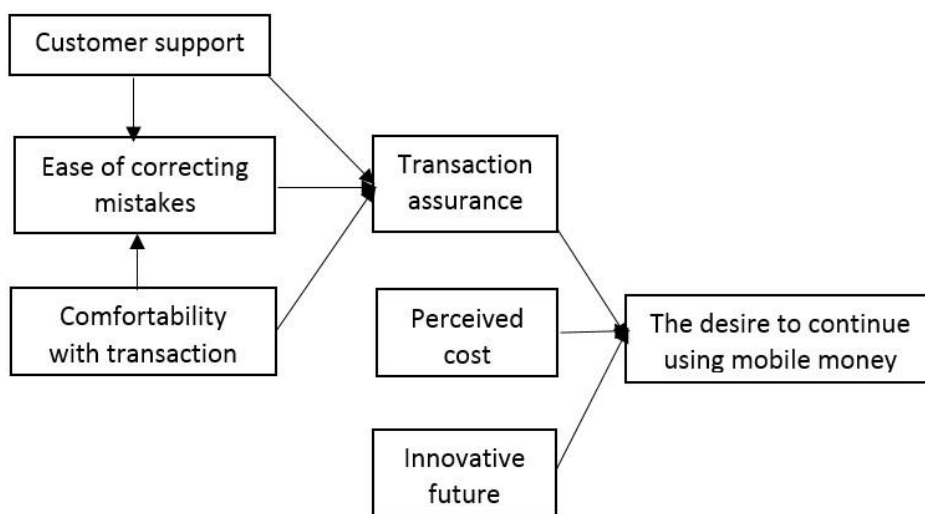 Customer support
Ease of correcting
mistakes
Comfortability
with transaction
Transaction
assurance
Perceived
cost
Innovative
future
The desire to continue
using mobile money